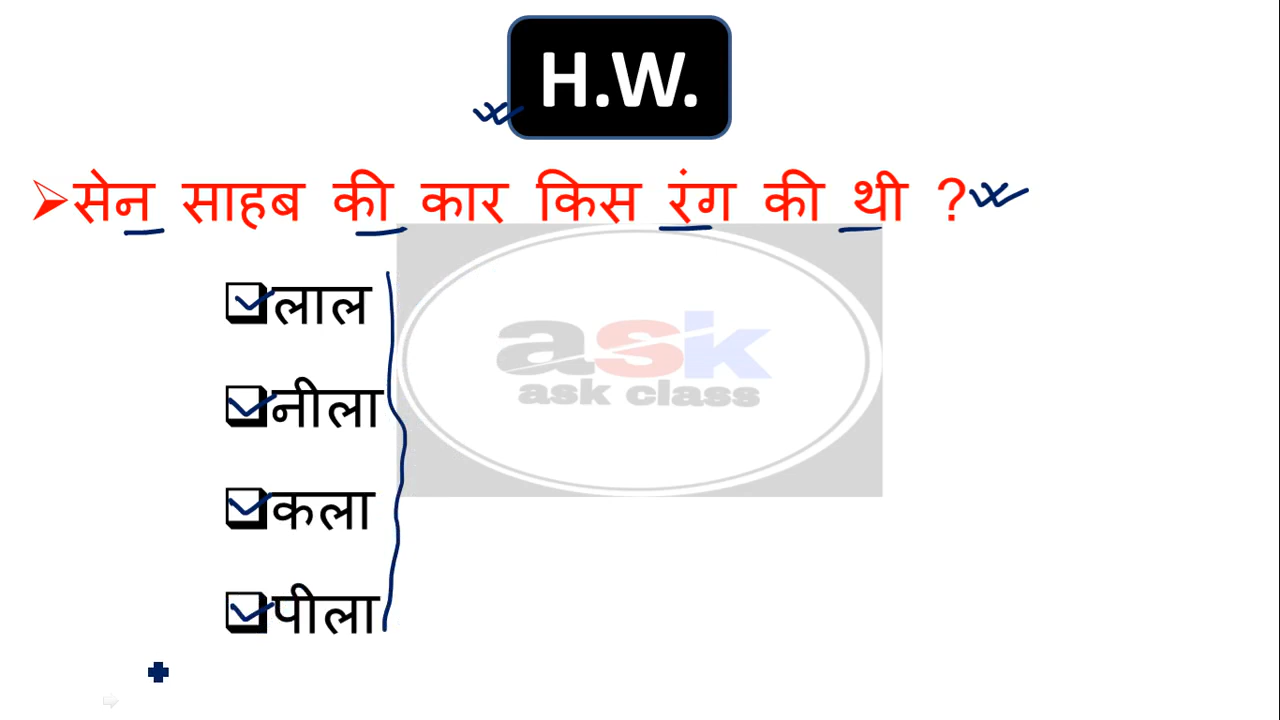 H.W.
सेन साहब की कार किस रंग की थी ?
लाल
नीला
कला
पीला
ask
ask class